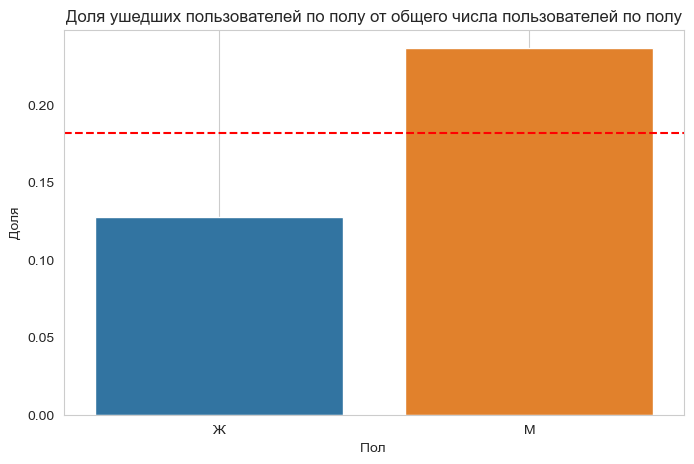 Доля ушедших пользователей по полу от общего числа пользователей по полу
Доля
0.20
0.15
0.10
0.05
0.00
Ж
М
Пол